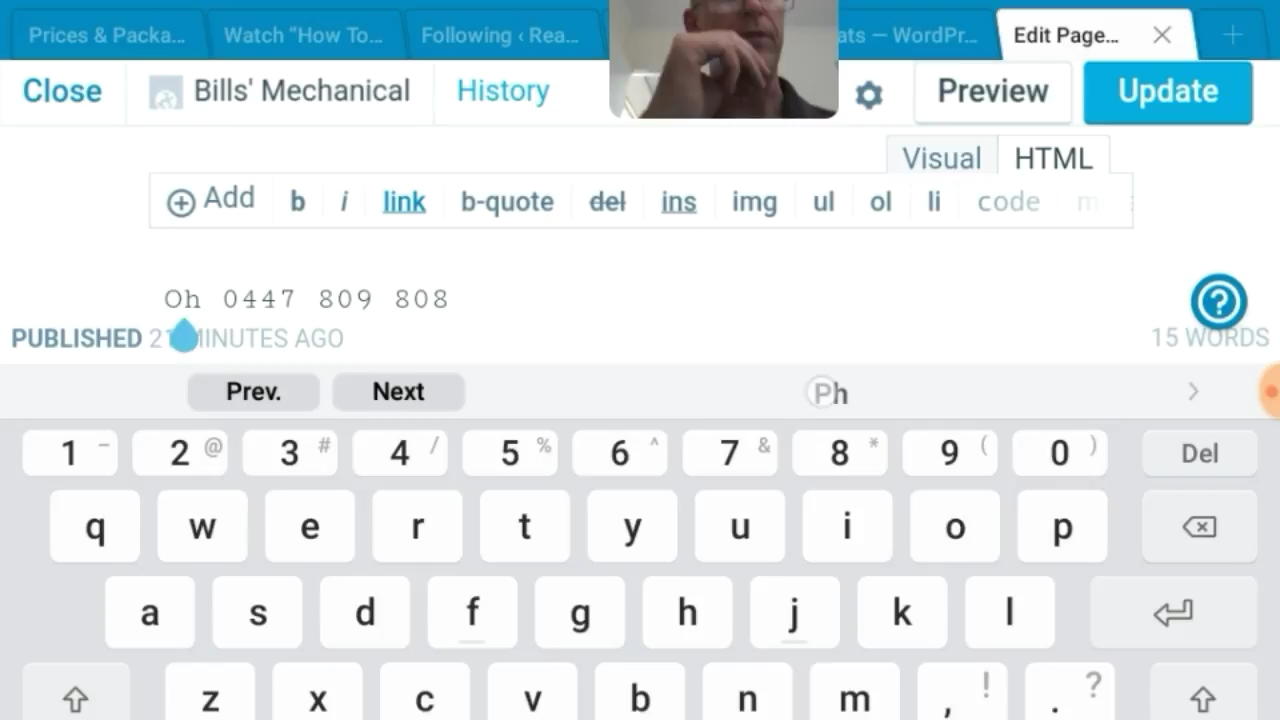 Prices & Packa... Watch “How To... Following ‹ Rea... ats — WordPr... Edit Page...
Close Bills' Mechanical History Preview Update
Visual HTML
Add b i link b-quote del ins img ul ol li code m
Oh 0447 809 808
PUBLISHED 21 MINUTES AGO 15 WORDS
Prev. Next Ph
1 – 2 @ 3 # 4 / 5 % 6 ^ 7 & 8 * 9 ( 0 ) Del
q w e r t y u i o p
a s d f g h j k l
z x c v b n m , ! . ?